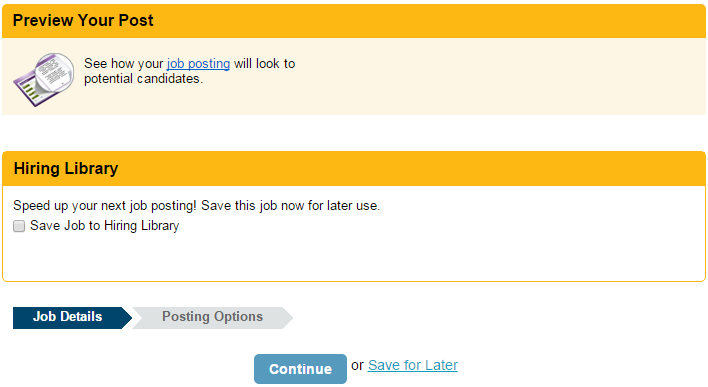 Preview Your Post
See how your job posting will look to
potential candidates.
Hiring Library
Speed up your next job posting! Save this job now for later use.
Save Job to Hiring Library
Job Details
Posting Options
Continue or Save for Later